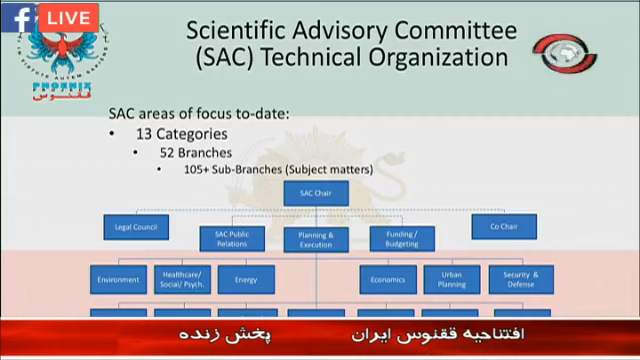 LIVE
PHOENIX
ققنوس
Scientific Advisory Committee
(SAC) Technical Organization
SAC areas of focus to-date:
• 13 Categories
• 52 Branches
• 105+ Sub-Branches (Subject matters)
SAC Chair
Legal Council
SAC Public
Relations
Planning &
Execution
Funding /
Budgeting
Co Chair
Environment
Healthcare/
Social/ Psych.
Energy
Economics
Urban
Planning
Security &
Defense
افتتاحیه ققنوس ایران
پخش زنده